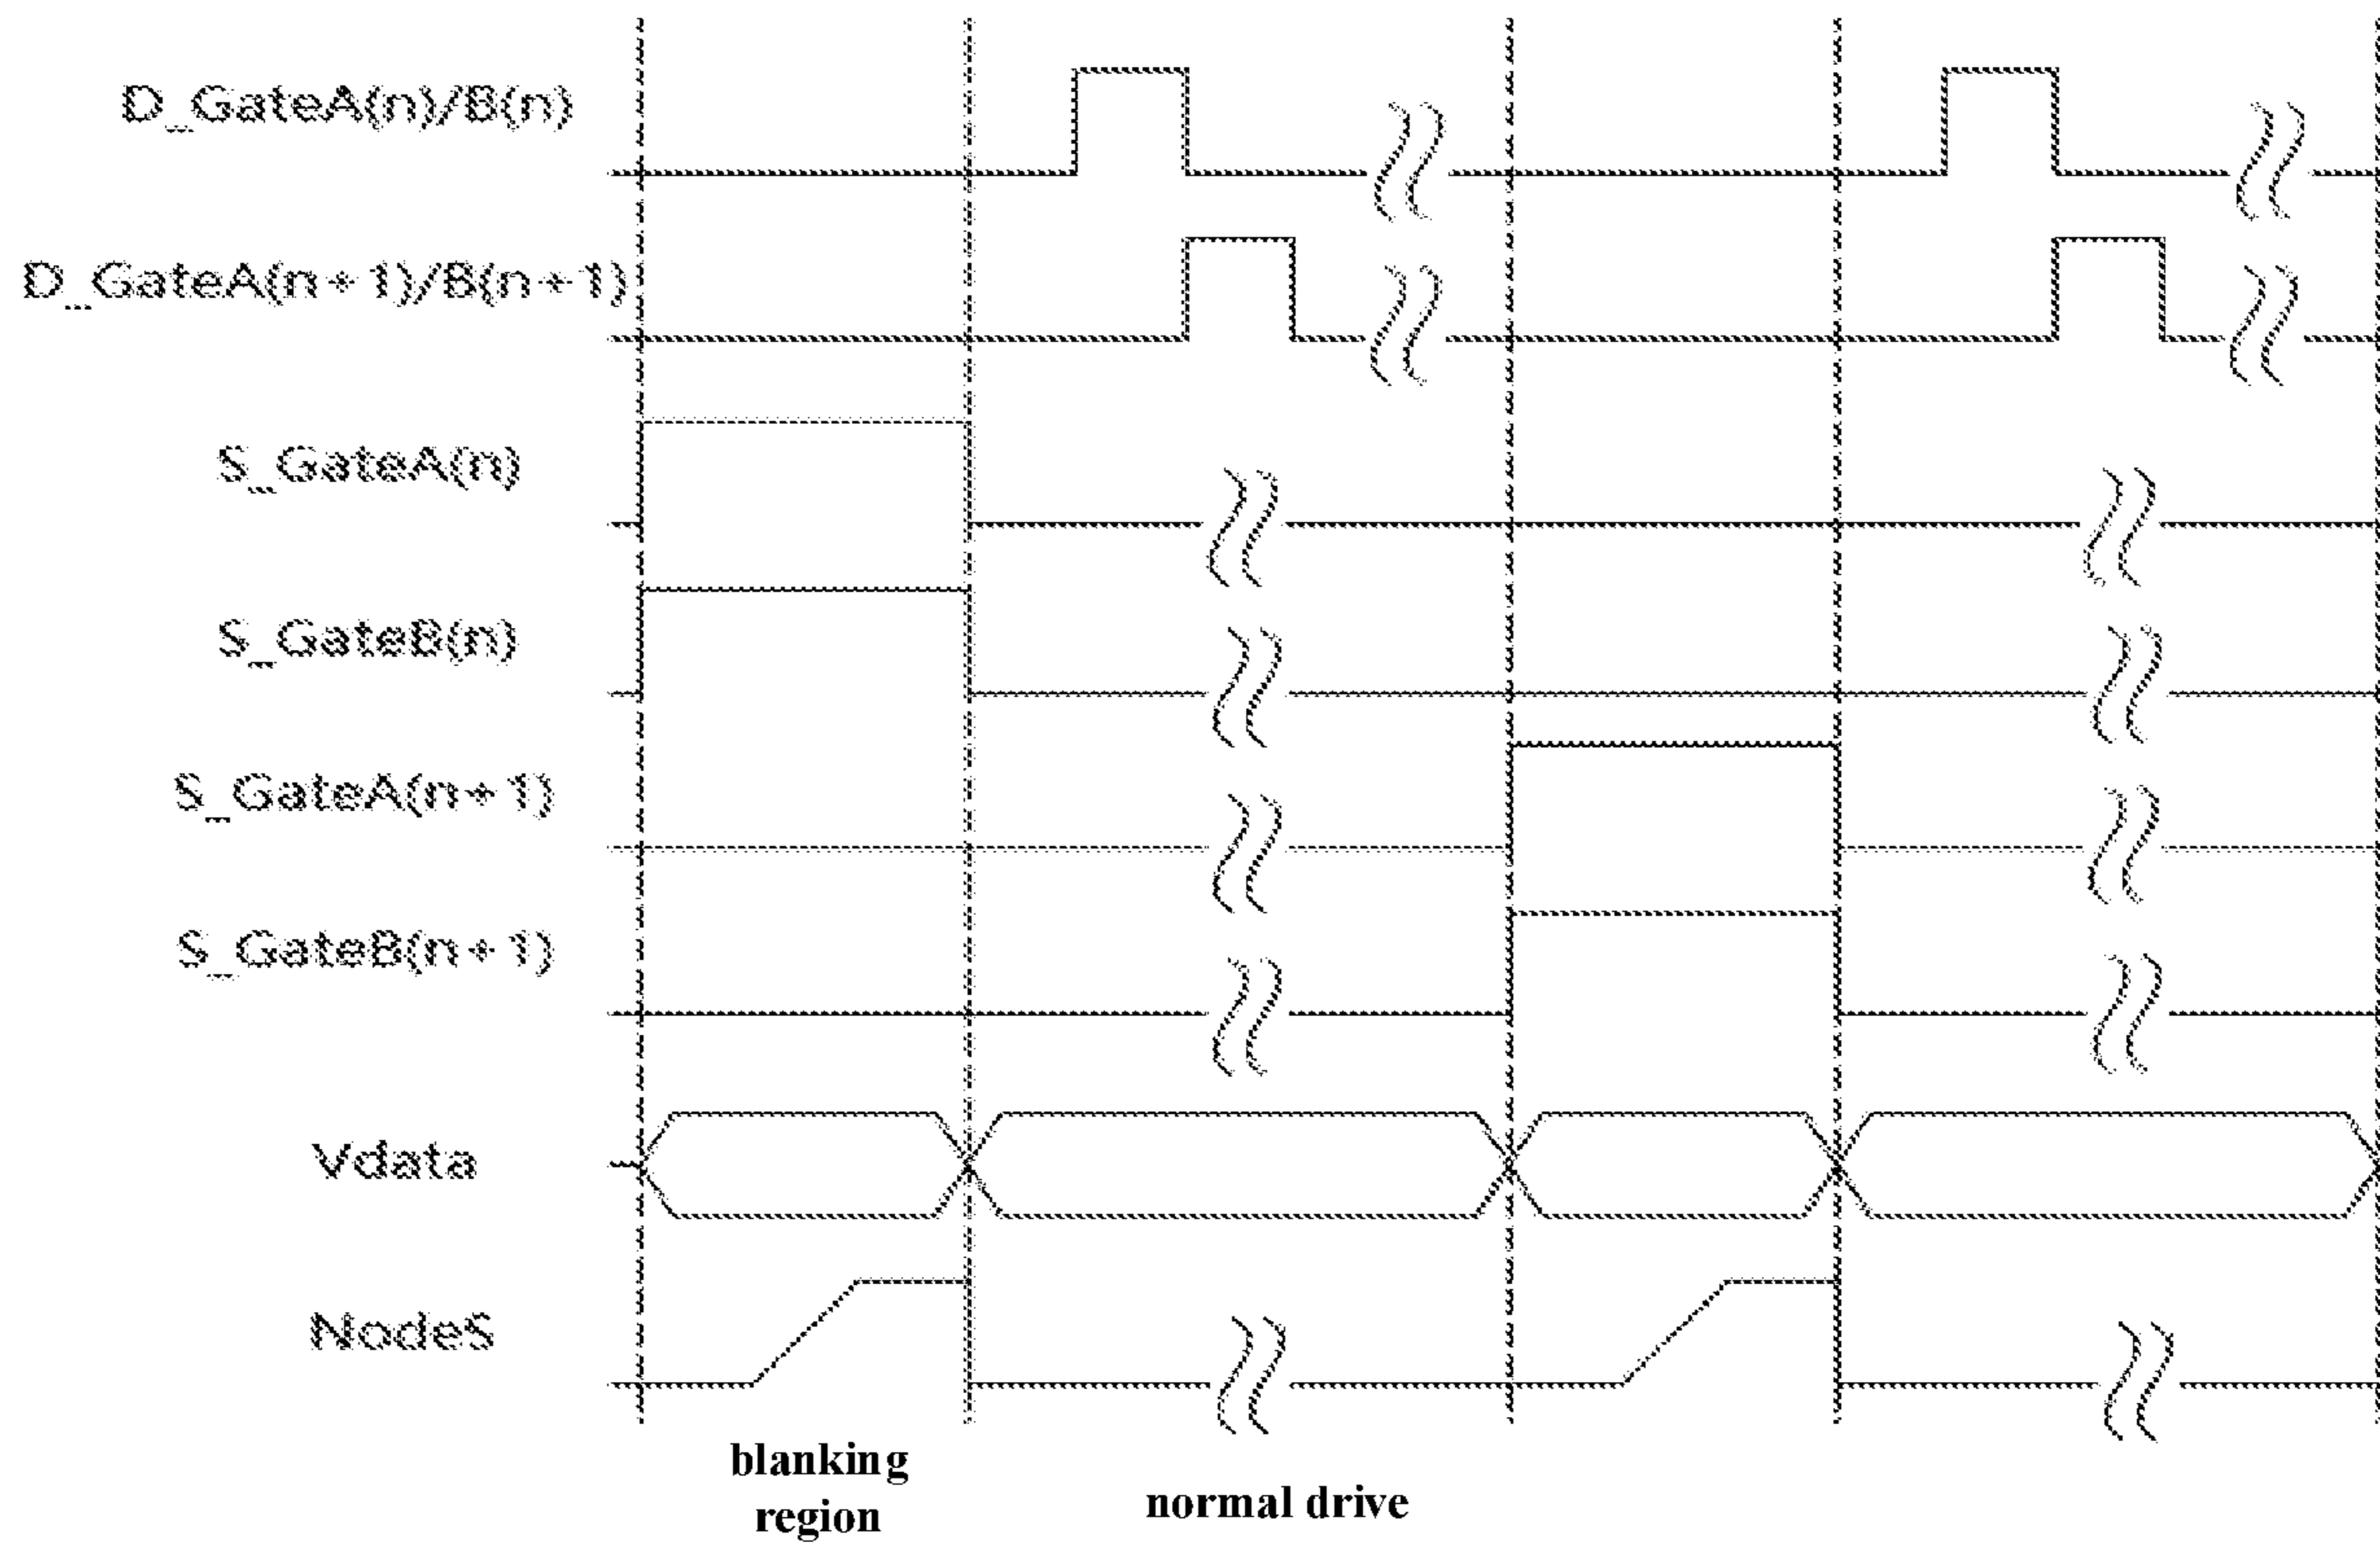 D_GateA(n)/B(n)
D_GateA(n+1)/B(n+1)
S_GateA(n)
S_GateB(n)
S_GateA(n+1)
S_GateB(n+1)
Vdata
NodeS
blanking
region
normal drive